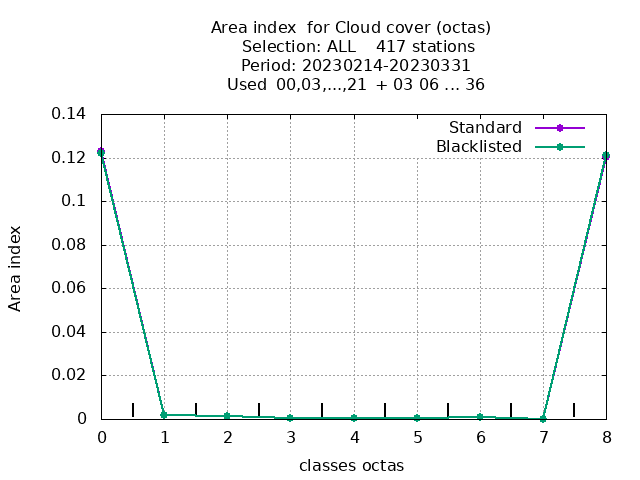 Area index  for Cloud cover (octas)
Selection: ALL    417 stations
Period: 20230214-20230331
Used  00,03,...,21  + 03 06 ... 36
Standard
Blacklisted
0.14
0.12
0.1
0.08
0.06
0.04
0.02
0
Area index
0 1 2 3 4 5 6 7 8
classes octas